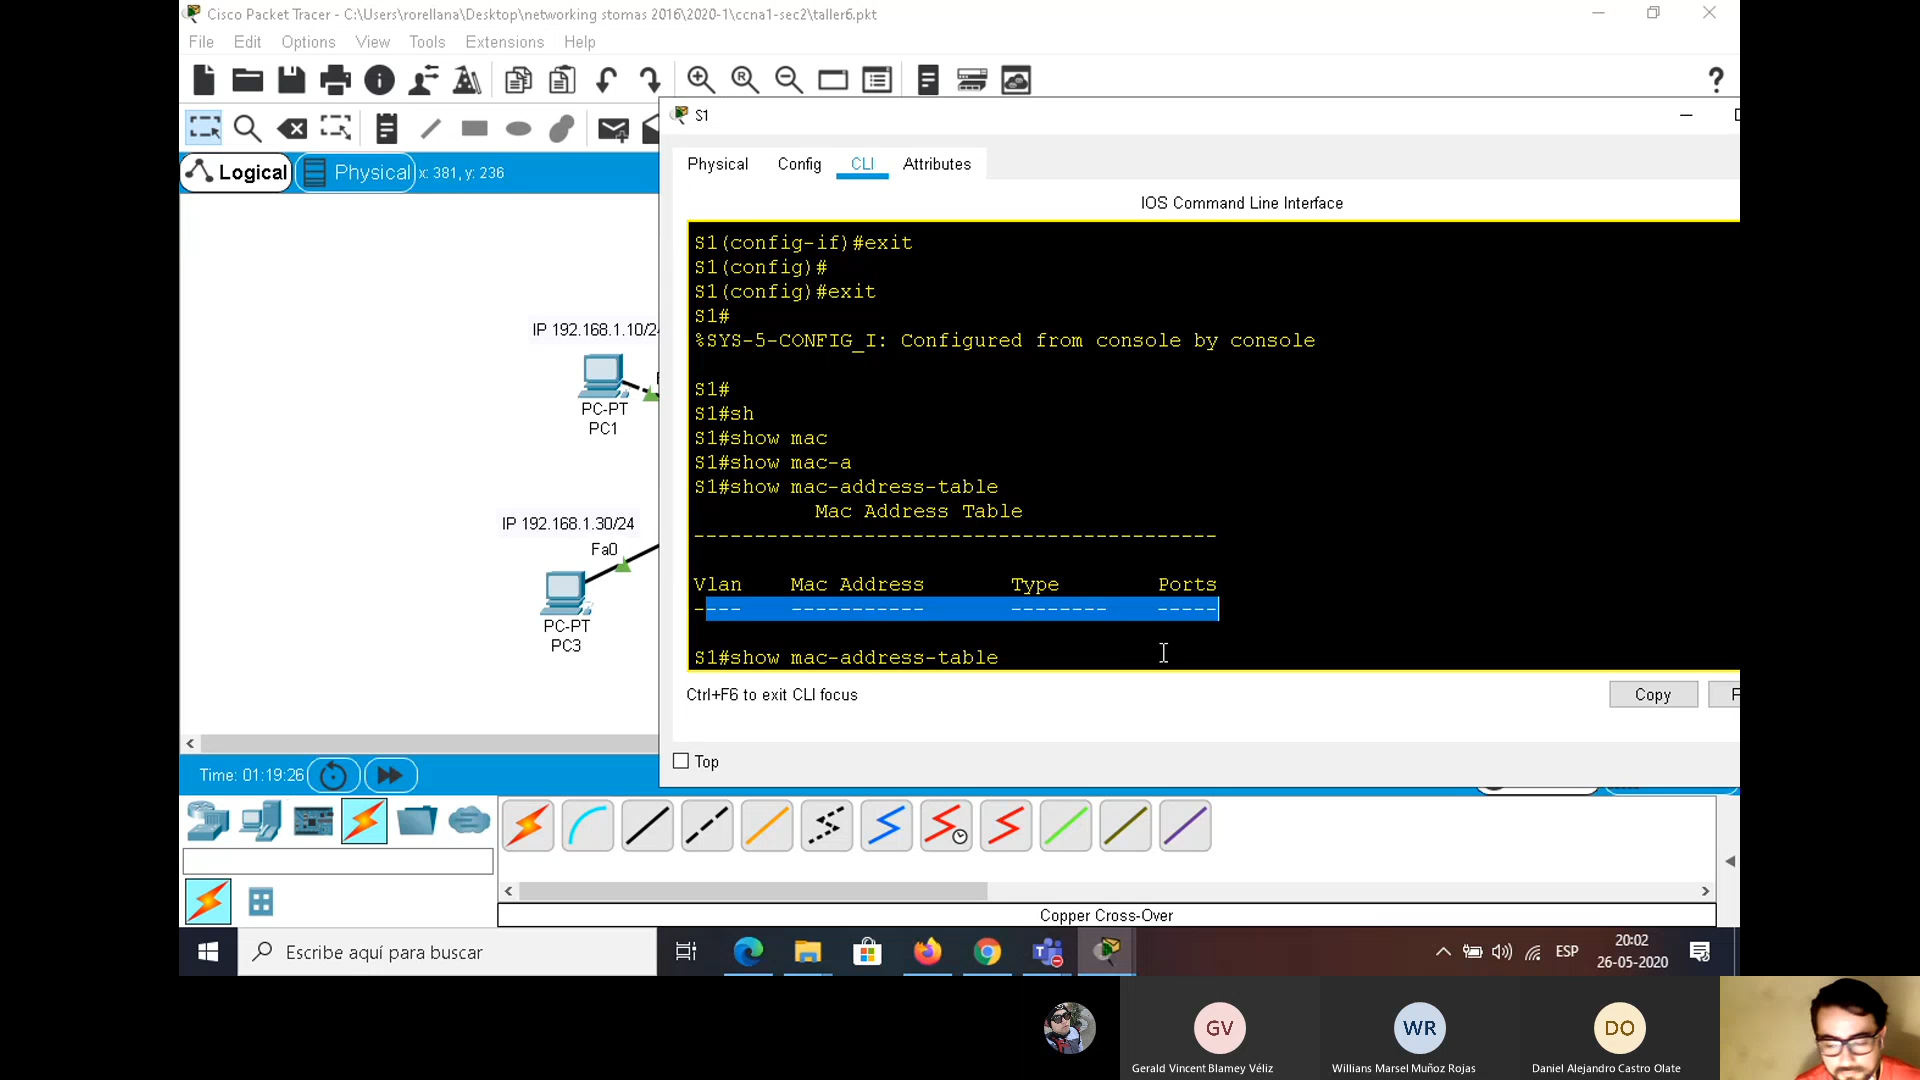 Cisco Packet Tracer - C:\Users\rorellana\Desktop\networking stomas 2016\2020-1\ccna1-sec2\taller6.pkt
File Edit Options View Tools Extensions Help
Logical
Physical
x: 381, y: 236
S1
Physical Config CLI Attributes
IOS Command Line Interface
S1(config-if)#exit
S1(config)#
S1(config)#exit
S1#
%SYS-5-CONFIG_I: Configured from console by console
S1#
S1#sh
S1#show mac
S1#show mac-a
S1#show mac-address-table
Mac Address Table
-------------------------------------------
Vlan Mac Address Type Ports
---- ----------- -------- -----
S1#show mac-address-table
Ctrl+F6 to exit CLI focus
Copy
Top
IP 192.168.1.10/24
PC-PT
PC1
IP 192.168.1.30/24
Fa0
PC-PT
PC3
Time: 01:19:26
Copper Cross-Over
Escribe aquí para buscar
ESP
20:02
26-05-2020
GV
WR
DO
Gerald Vincent Blamey Véliz
Willians Marsel Muñoz Rojas
Daniel Alejandro Castro Olate